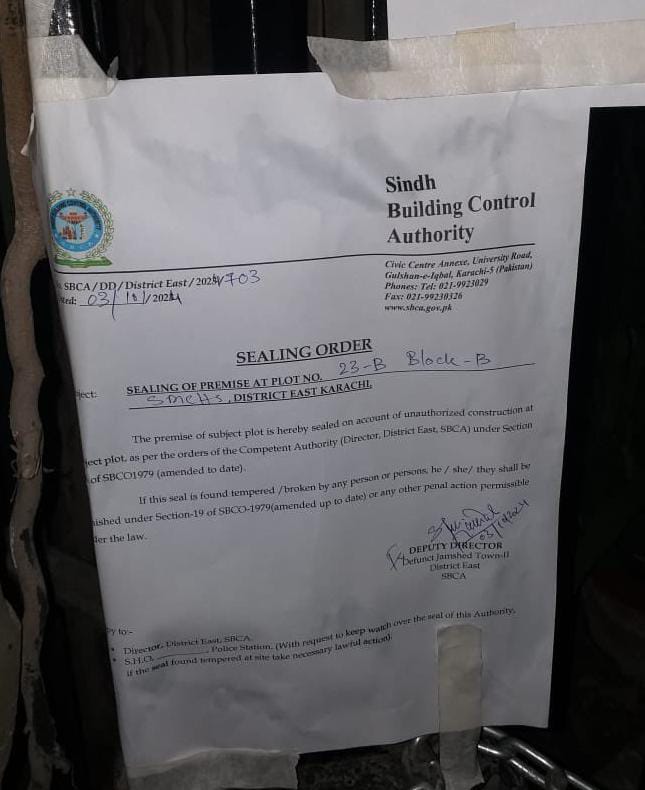 Sindh
Building Control
Authority
Civic Centre Annexe, University Road,
Gulshan-e-Iqbal, Karachi-5 (Pakistan)
Phones: Tel: 021-9923029
Fax: 021-99230326
www.sbca.gov.pk
SBCA / DD / District East / 2024/703
ted: 03/ /2024
SEALING ORDER
ject: SEALING OF PREMISE AT PLOT NO. 23-B Block-B
SMCHS, DISTRICT EAST KARACHI.
The premise of subject plot is hereby sealed on account of unauthorized construction at
ject plot, as per the orders of the Competent Authority (Director, District East, SBCA) under Section
of SBCO1979 (amended to date).
If this seal is found tempered /broken by any person or persons, he / she/ they shall be
ished under Section-19 of SBCO-1979(amended up to date) or any other penal action permissible
der the law.
DEPUTY DIRECTOR
Defunct Jamshed Town-II
District East
SBCA
py to:-
• Director, District East, SBCA.
• S.H.O. ________, Police Station, (With request to keep watch over the seal of this Authority,
if the seal found tempered at site take necessary lawful action).